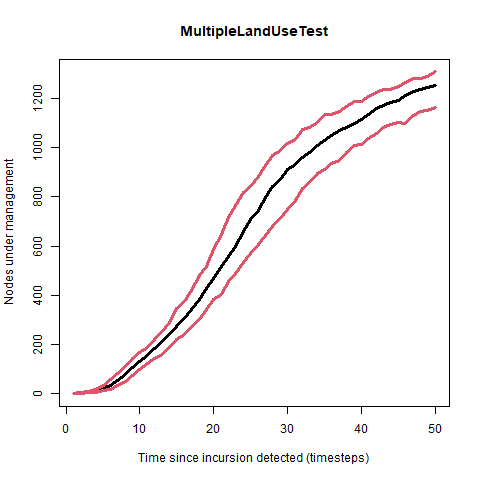 MultipleLandUseTest
Nodes under management
1200
1000
800
600
400
200
0
0 10 20 30 40 50
Time since incursion detected (timesteps)